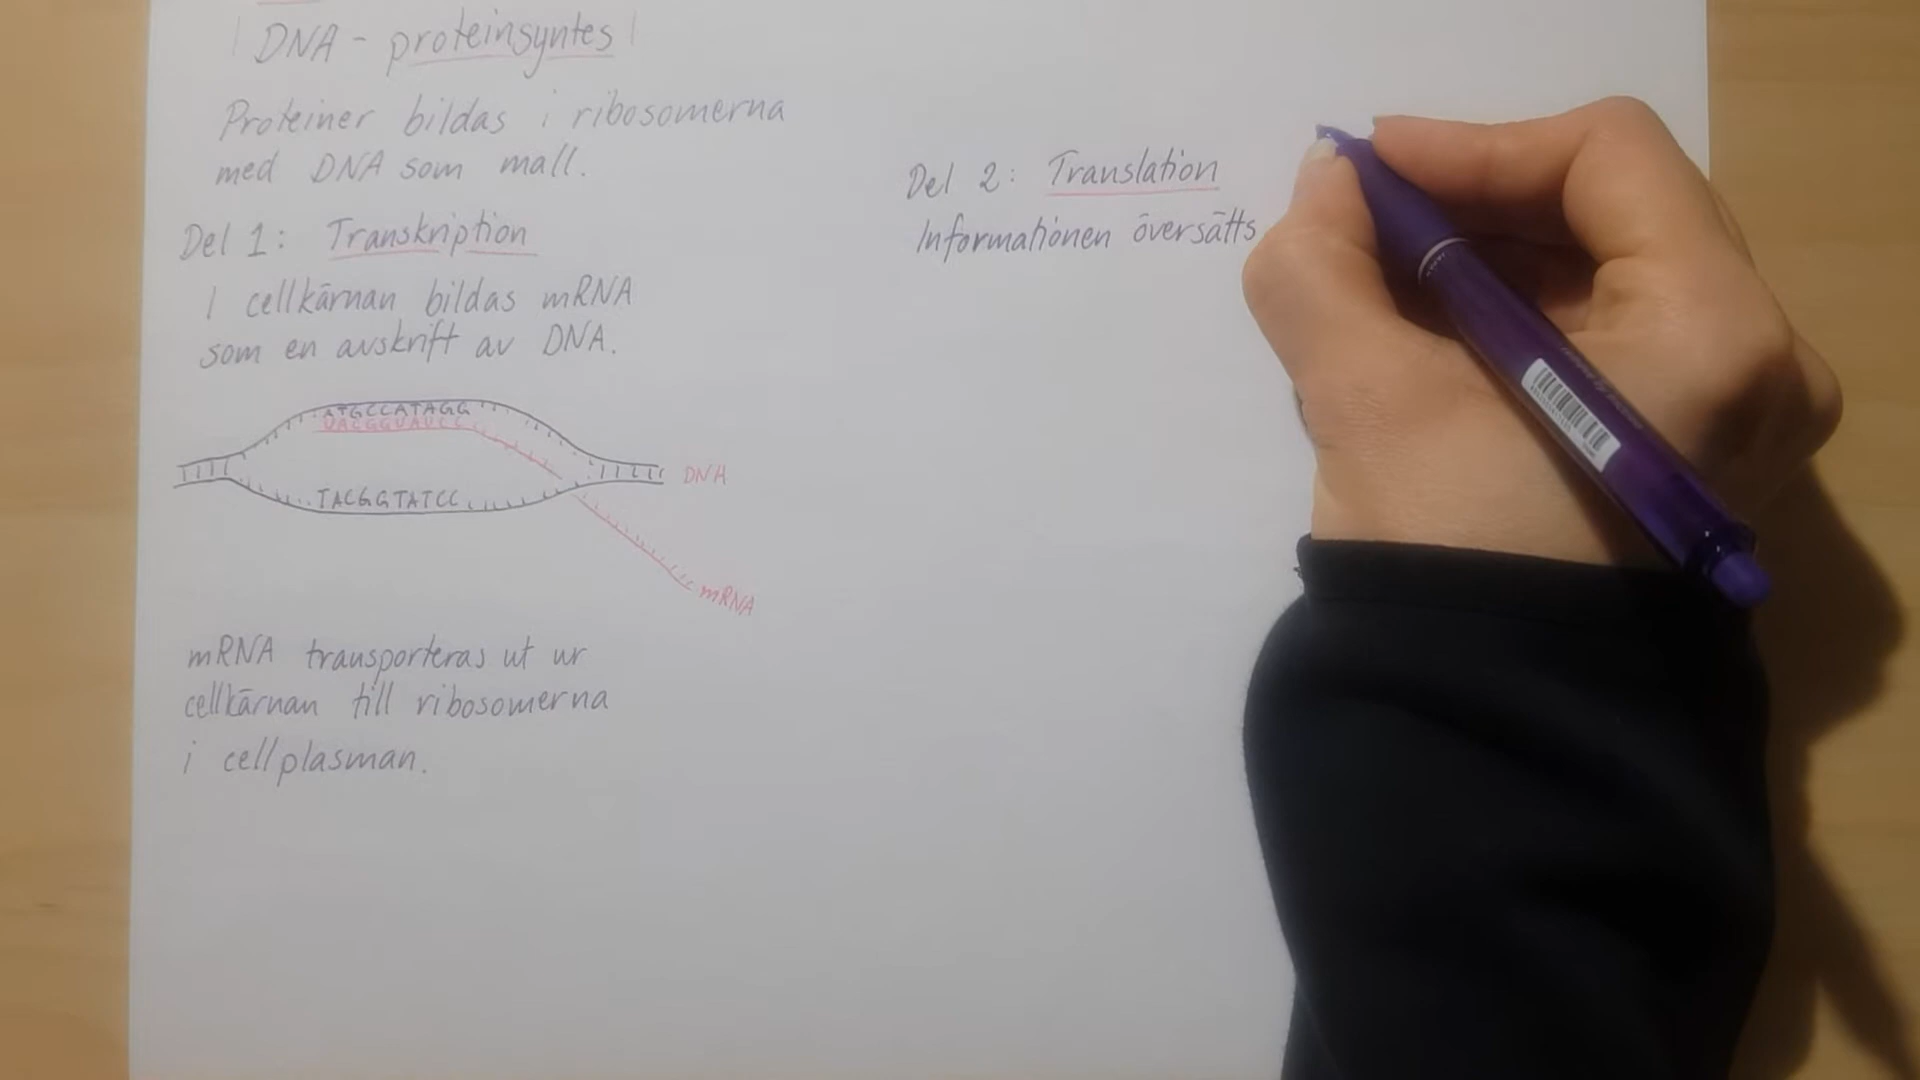 DNA - proteinsyntes
Proteiner bildas i ribosomerna
med DNA som mall.
Del 1: Transkription
I cellkärnan bildas mRNA
som en avskrift av DNA.
ATGCCATAGG
UACGGUAUCC
DNA
TACGGTATCC
mRNA
mRNA transporteras ut ur
cellkärnan till ribosomerna
i cellplasman.
Del 2: Translation
Informationen översätts